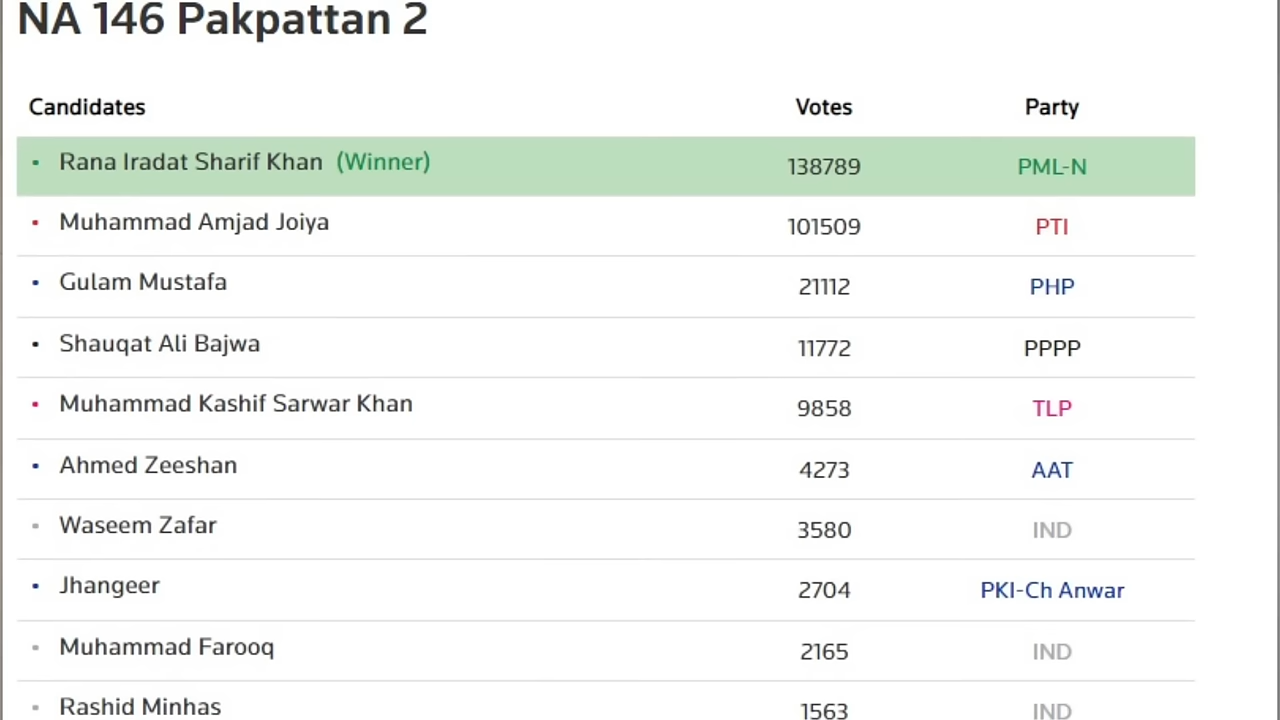 NA 146 Pakpattan 2
Candidates Votes Party
Rana Iradat Sharif Khan (Winner) 138789 PML-N
Muhammad Amjad Joiya 101509 PTI
Gulam Mustafa 21112 PHP
Shauqat Ali Bajwa 11772 PPPP
Muhammad Kashif Sarwar Khan 9858 TLP
Ahmed Zeeshan 4273 AAT
Waseem Zafar 3580 IND
Jhangeer 2704 PKI-Ch Anwar
Muhammad Farooq 2165 IND
Rashid Minhas 1563 IND